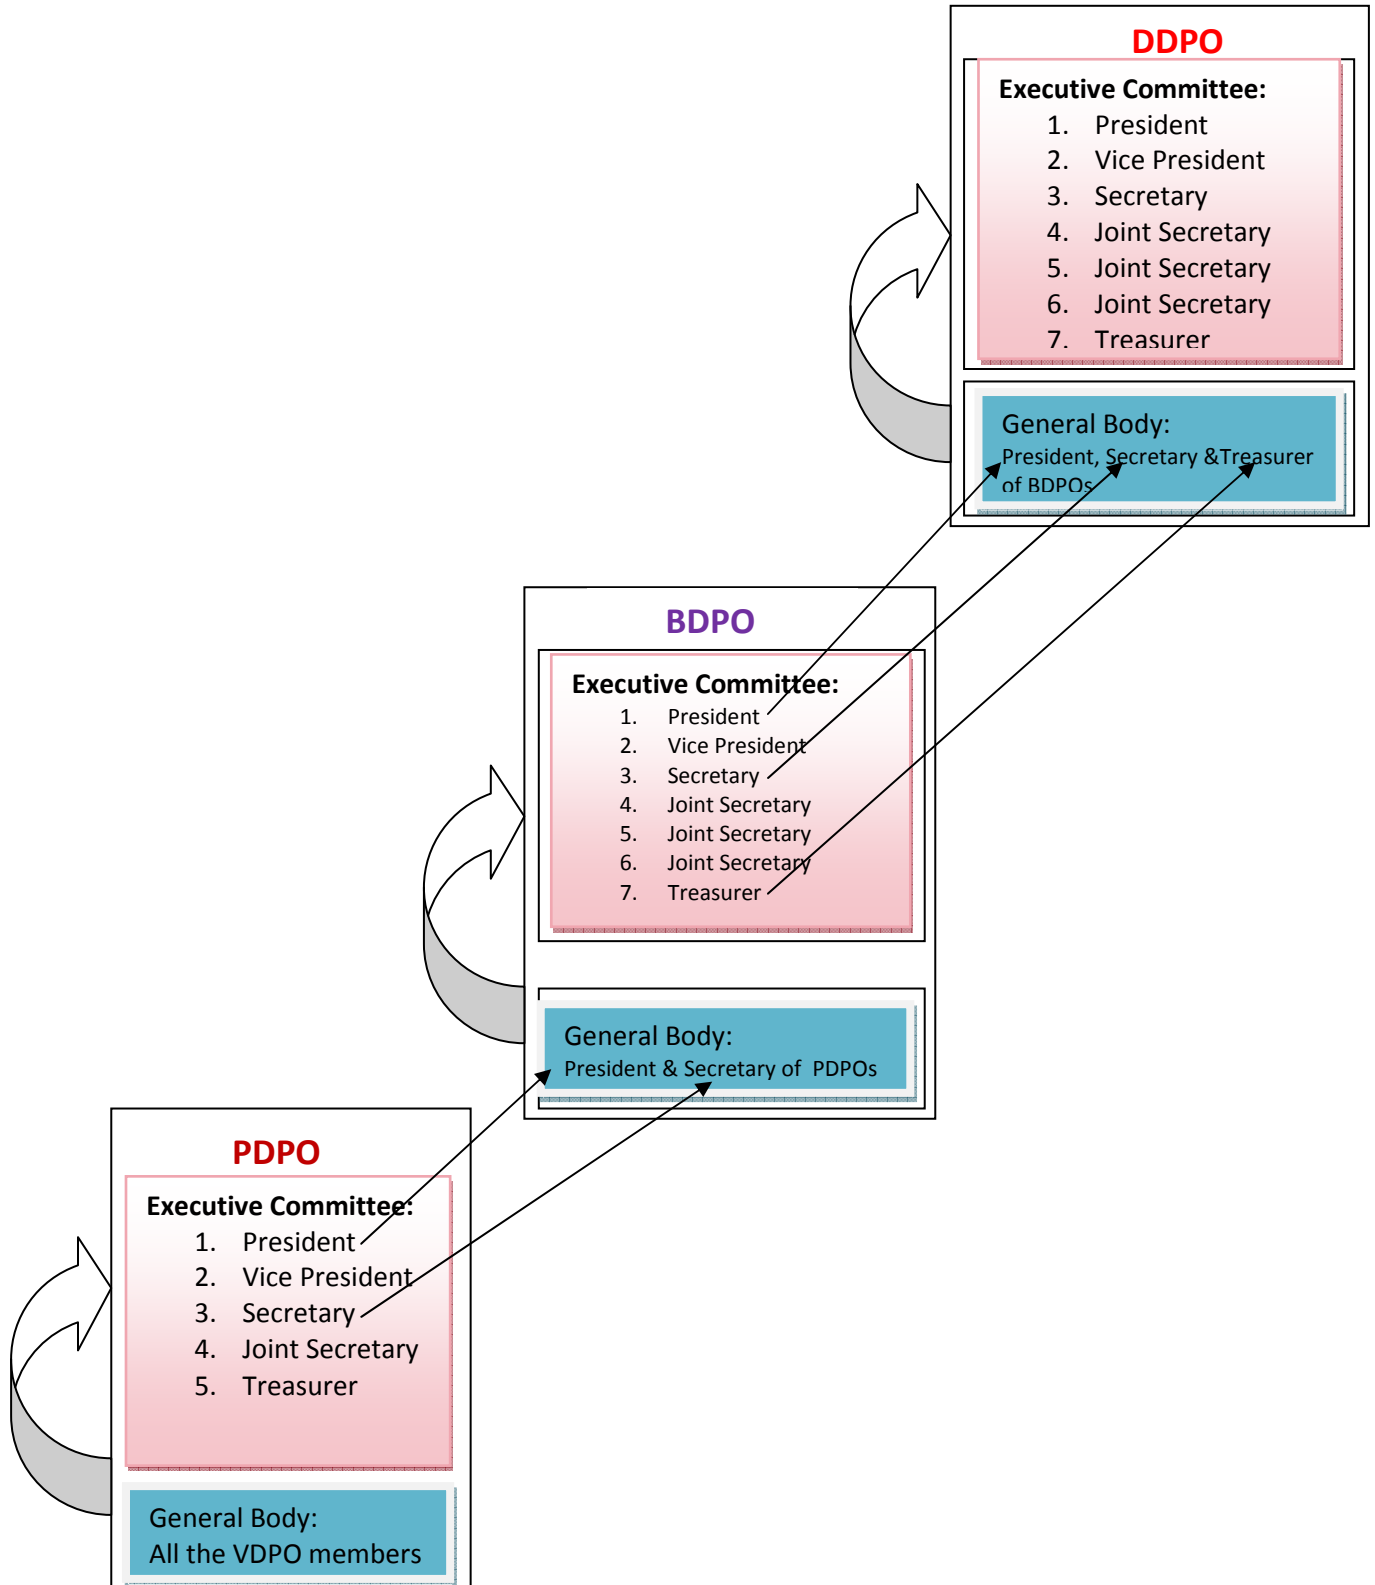 DDPO
Executive Committee:
1. President
2. Vice President
3. Secretary
4. Joint Secretary
5. Joint Secretary
6. Joint Secretary
7. Treasurer
General Body:
President, Secretary &Treasurer
of BDPOs
BDPO
Executive Committee:
1. President
2. Vice President
3. Secretary
4. Joint Secretary
5. Joint Secretary
6. Joint Secretary
7. Treasurer
General Body:
President & Secretary of PDPOs
PDPO
Executive Committee:
1. President
2. Vice President
3. Secretary
4. Joint Secretary
5. Treasurer
General Body:
All the VDPO members